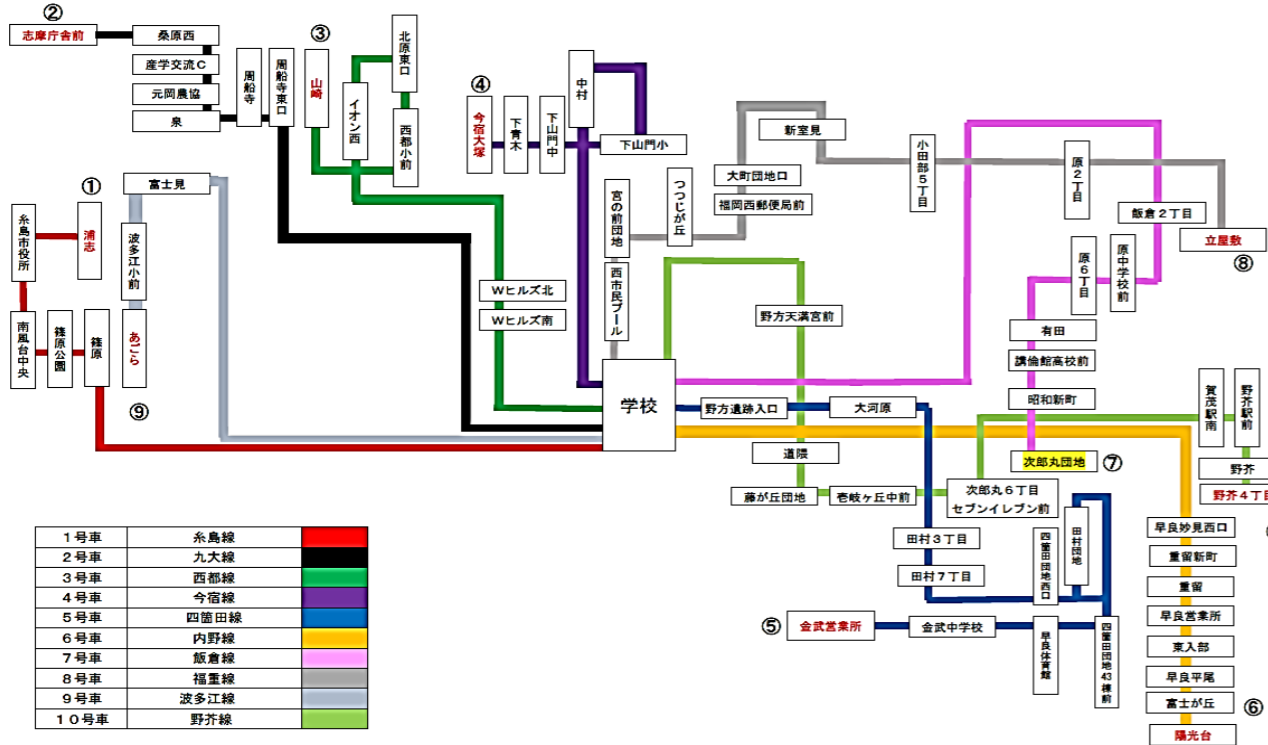 ②
志摩庁舎前
桑原西
産学交流C
元岡農協
泉
周船寺
周船寺東口
③
山崎
イオン西
北原東口
西都小前
④
今宿大塚
下青木
下山門中
中村
下山門小
①
浦志
糸島市役所
南風台中央
篠原公園
篠原
富士見
波多江小前
あごら
⑨
Wヒルズ北
Wヒルズ南
宮の前団地
西市民プール
つつじが丘
新室見
大町団地口
福岡西郵便局前
小田部5丁目
原2丁目
飯倉2丁目
立屋敷
⑧
原6丁目
原中学校前
有田
講倫館高校前
昭和新町
次郎丸団地
⑦
野方天満宮前
学校
野方遺跡入口
大河原
道隈
藤が丘団地
壱岐ヶ丘中前
次郎丸6丁目
セブンイレブン前
賀茂駅南
野芥駅前
野芥
野芥4丁目
田村3丁目
田村7丁目
四箇田団地西口
田村団地
⑤
金武営業所
金武中学校
早良体育館
四箇田団地43棟前
早良妙見西口
重留新町
重留
早良営業所
東入部
早良平尾
富士が丘
⑥
陽光台
1号車 糸島線
2号車 九大線
3号車 西都線
4号車 今宿線
5号車 四箇田線
6号車 内野線
7号車 飯倉線
8号車 福重線
9号車 波多江線
10号車 野芥線